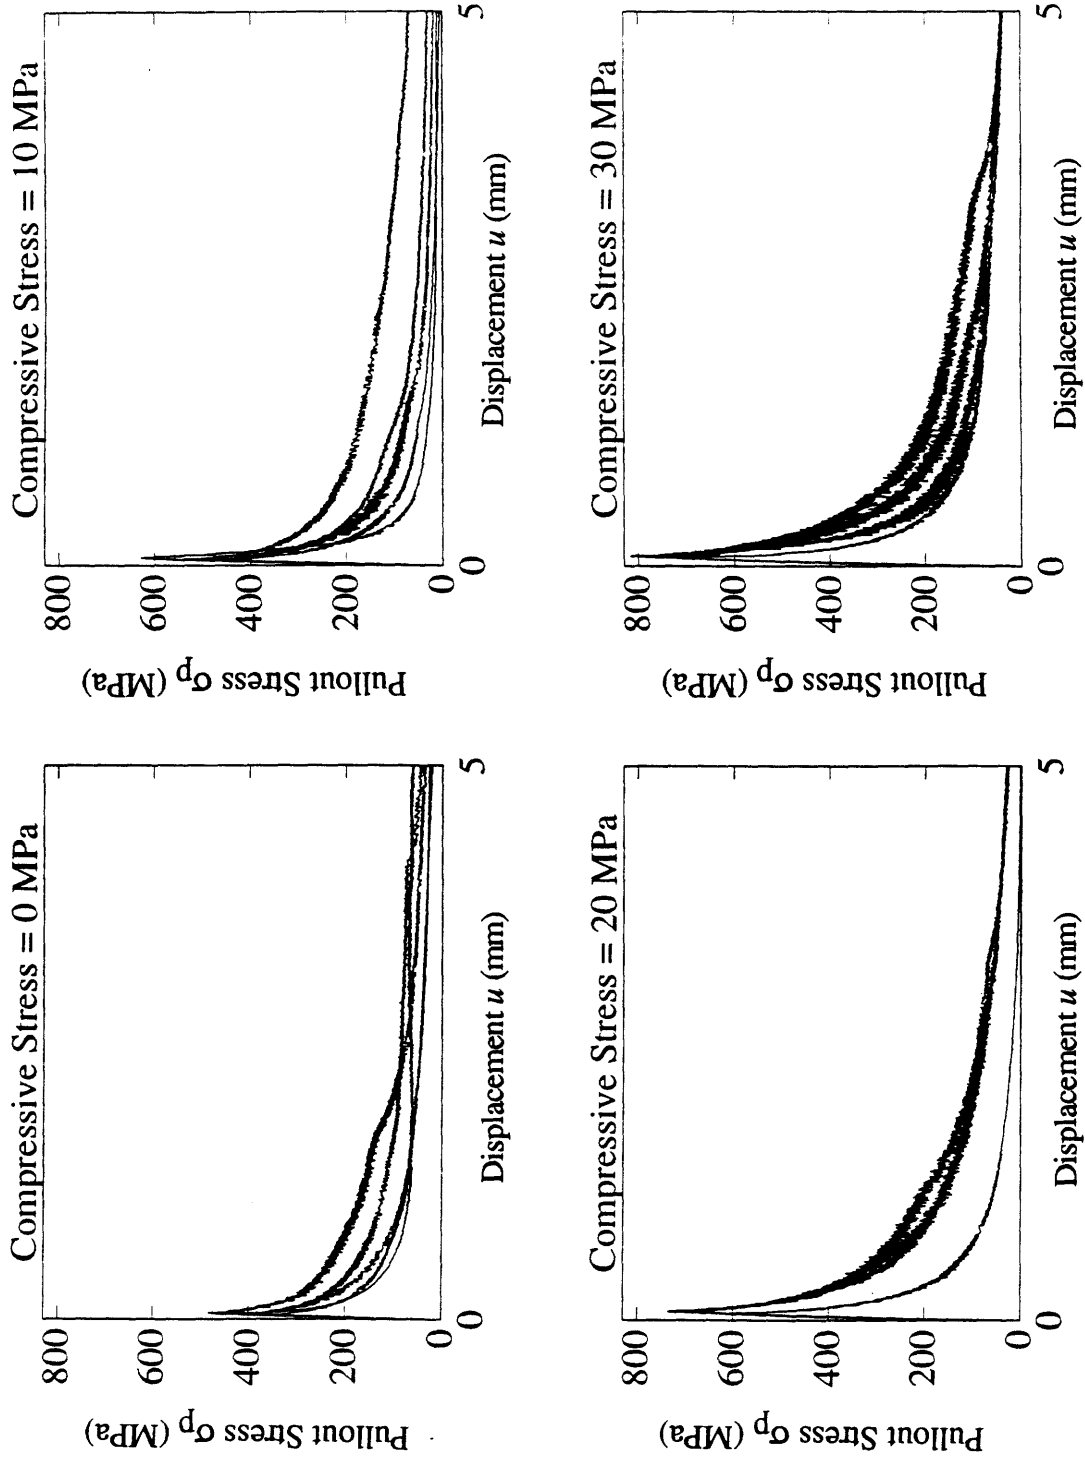 Compressive Stress = 0 MPa
Pullout Stress σp (MPa)
800
600
400
200
0
0
5
Displacement u (mm)
Compressive Stress = 10 MPa
Pullout Stress σp (MPa)
800
600
400
200
0
0
5
Displacement u (mm)
Compressive Stress = 20 MPa
Pullout Stress σp (MPa)
800
600
400
200
0
0
5
Displacement u (mm)
Compressive Stress = 30 MPa
Pullout Stress σp (MPa)
800
600
400
200
0
0
5
Displacement u (mm)